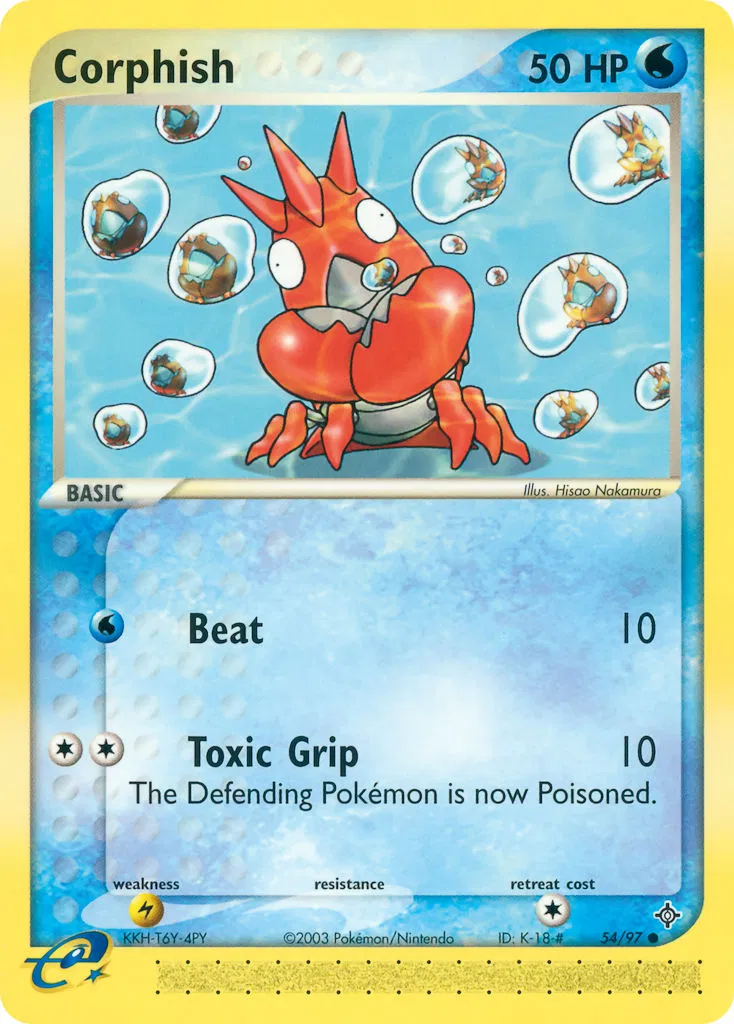 Corphish 50 HP
BASIC Illus. Hisao Nakamura
Beat 10
Toxic Grip 10
The Defending Pokémon is now Poisoned.
weakness resistance retreat cost
KKH-T6Y-4PY ©2003 Pokémon/Nintendo ID: K-18-# 54/97 ●
e